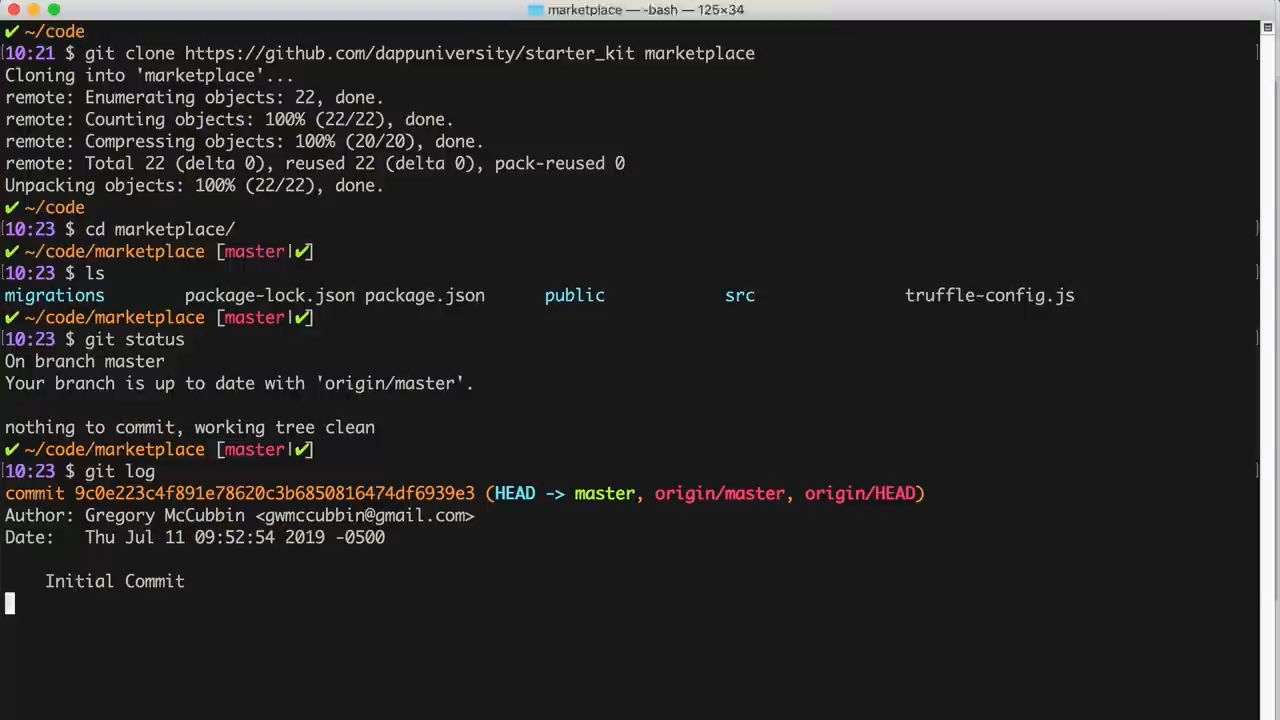 marketplace — -bash — 125×34
✔ ~/code
10:21 $ git clone https://github.com/dappuniversity/starter_kit marketplace
Cloning into 'marketplace'...
remote: Enumerating objects: 22, done.
remote: Counting objects: 100% (22/22), done.
remote: Compressing objects: 100% (20/20), done.
remote: Total 22 (delta 0), reused 22 (delta 0), pack-reused 0
Unpacking objects: 100% (22/22), done.
✔ ~/code
10:23 $ cd marketplace/
✔ ~/code/marketplace [master|✔]
10:23 $ ls
migrations package-lock.json package.json public src truffle-config.js
✔ ~/code/marketplace [master|✔]
10:23 $ git status
On branch master
Your branch is up to date with 'origin/master'.
nothing to commit, working tree clean
✔ ~/code/marketplace [master|✔]
10:23 $ git log
commit 9c0e223c4f891e78620c3b6850816474df6939e3 (HEAD -> master, origin/master, origin/HEAD)
Author: Gregory McCubbin <gwmccubbin@gmail.com>
Date: Thu Jul 11 09:52:54 2019 -0500
Initial Commit